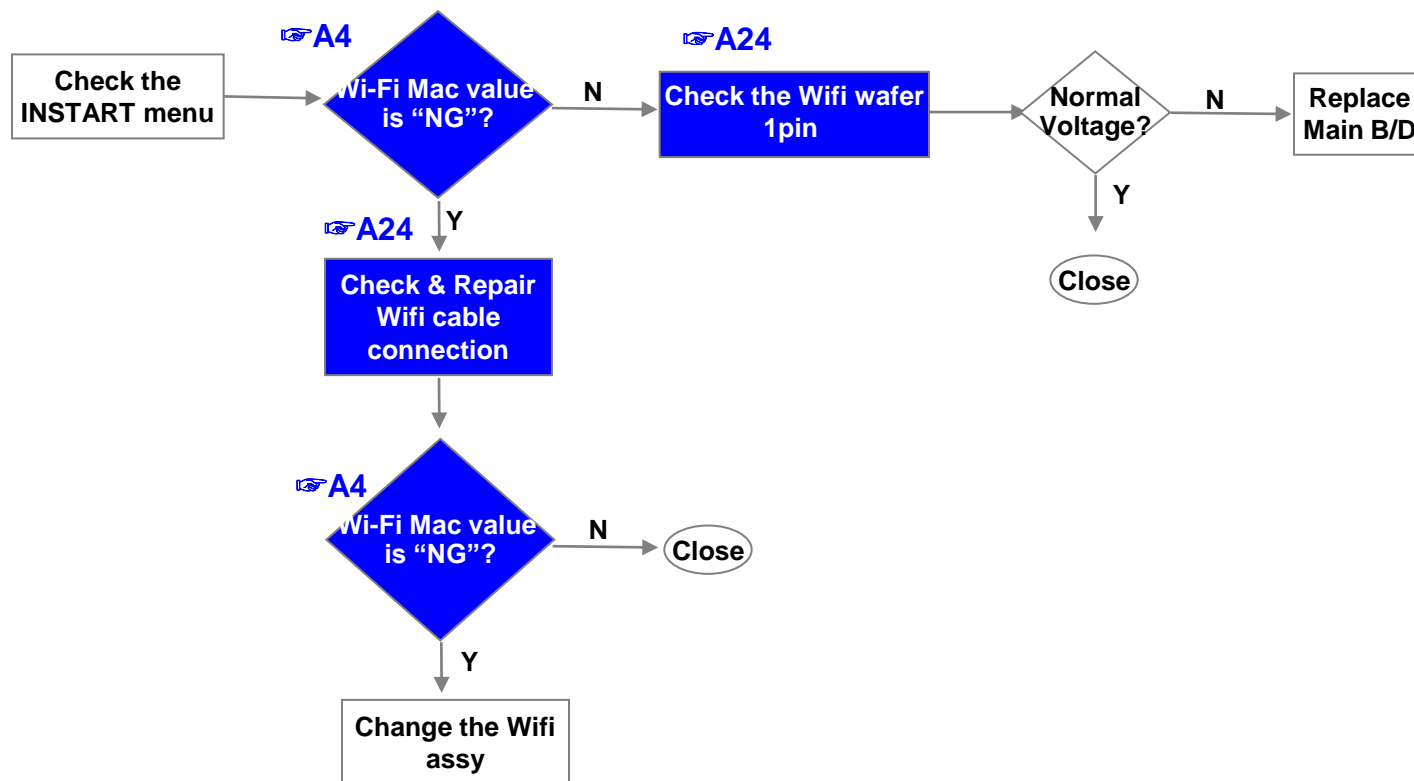 ☞A4
☞A24
Check the
INSTART menu
Wi-Fi Mac value
is “NG”?
N
Check the Wifi wafer
1pin
Normal
Voltage?
N
Replace
Main B/D
Y
☞A24
Y
Check & Repair
Wifi cable
connection
Close
☞A4
Wi-Fi Mac value
is “NG”?
N
Close
Y
Change the Wifi
assy